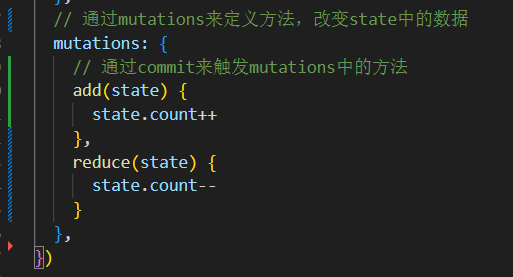 // 通过mutations来定义方法，改变state中的数据
mutations: {
// 通过commit来触发mutations中的方法
add(state) {
state.count++
},
reduce(state) {
state.count--
}
},
})